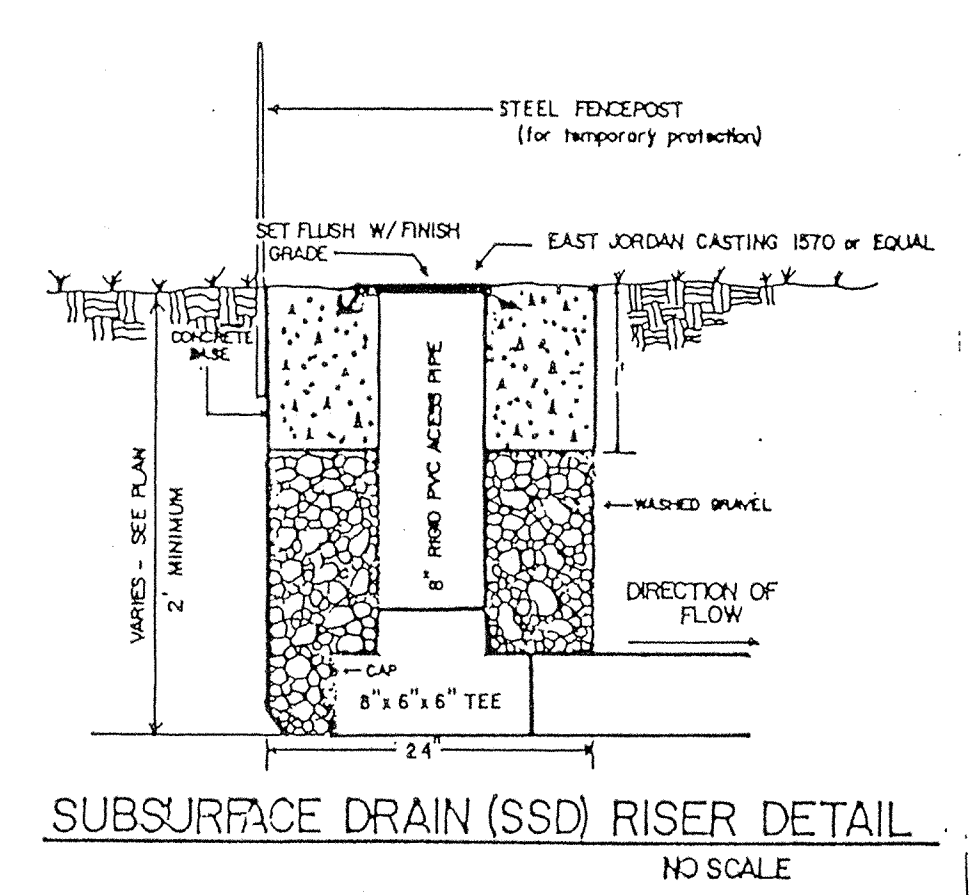 STEEL FENCEPOST
(for temporary protection)
SET FLUSH W/ FINISH
GRADE
EAST JORDAN CASTING 1570 or EQUAL
CONCRETE
BASE
8" RIGID PVC ACESS PIPE
VARIES - SEE PLAN
2' MINIMUM
WASHED GRAVEL
DIRECTION OF
FLOW
CAP
8" x 6" x 6" TEE
24"
SUBSURFACE DRAIN (SSD) RISER DETAIL
NO SCALE